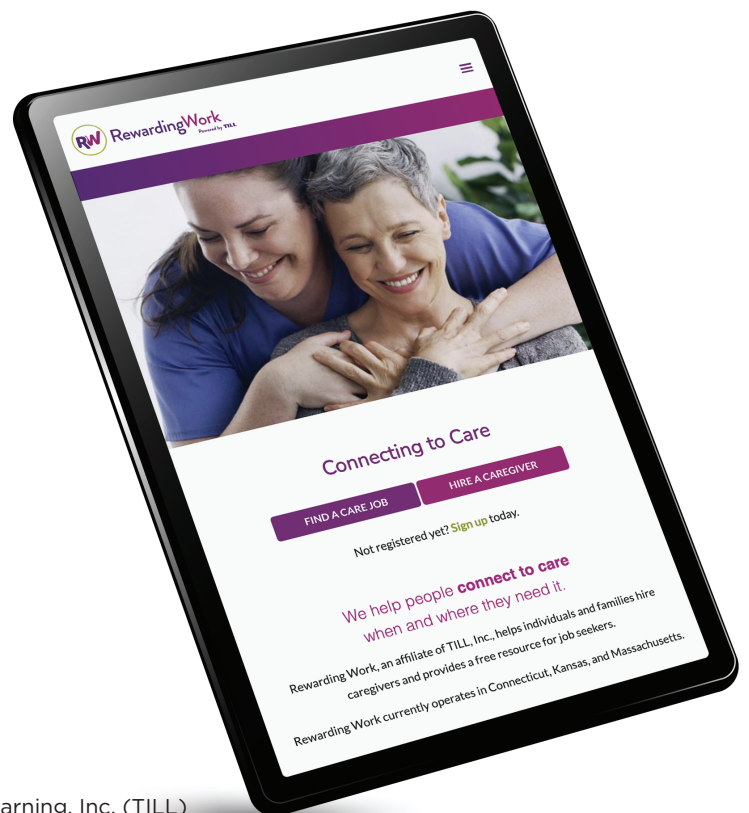 RW RewardingWork
Powered by TILL
Connecting to Care
FIND A CARE JOB HIRE A CAREGIVER
Not registered yet? Sign up today.
We help people connect to care
when and where they need it.
Rewarding Work, an affiliate of TILL, Inc., helps individuals and families hire
caregivers and provides a free resource for job seekers.
Rewarding Work currently operates in Connecticut, Kansas, and Massachusetts.
arning, Inc. (TILL)